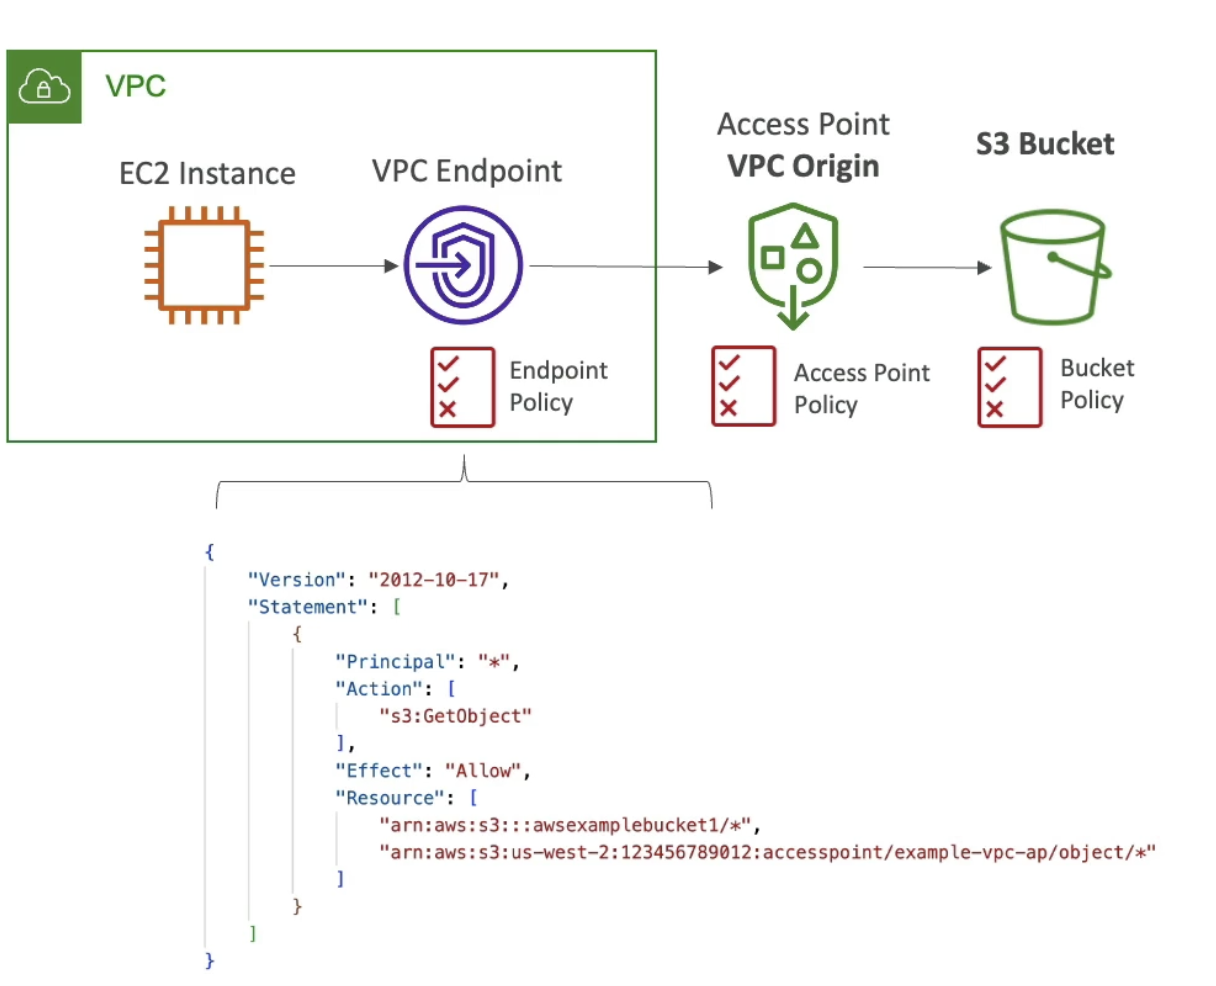 VPC
EC2 Instance
VPC Endpoint
Access Point
VPC Origin
S3 Bucket
Endpoint
Policy
Access Point
Policy
Bucket
Policy
{
"Version": "2012-10-17",
"Statement": [
{
"Principal": "*",
"Action": [
"s3:GetObject"
],
"Effect": "Allow",
"Resource": [
"arn:aws:s3:::awsexamplebucket1/*",
"arn:aws:s3:us-west-2:123456789012:accesspoint/example-vpc-ap/object/*"
]
}
]
}